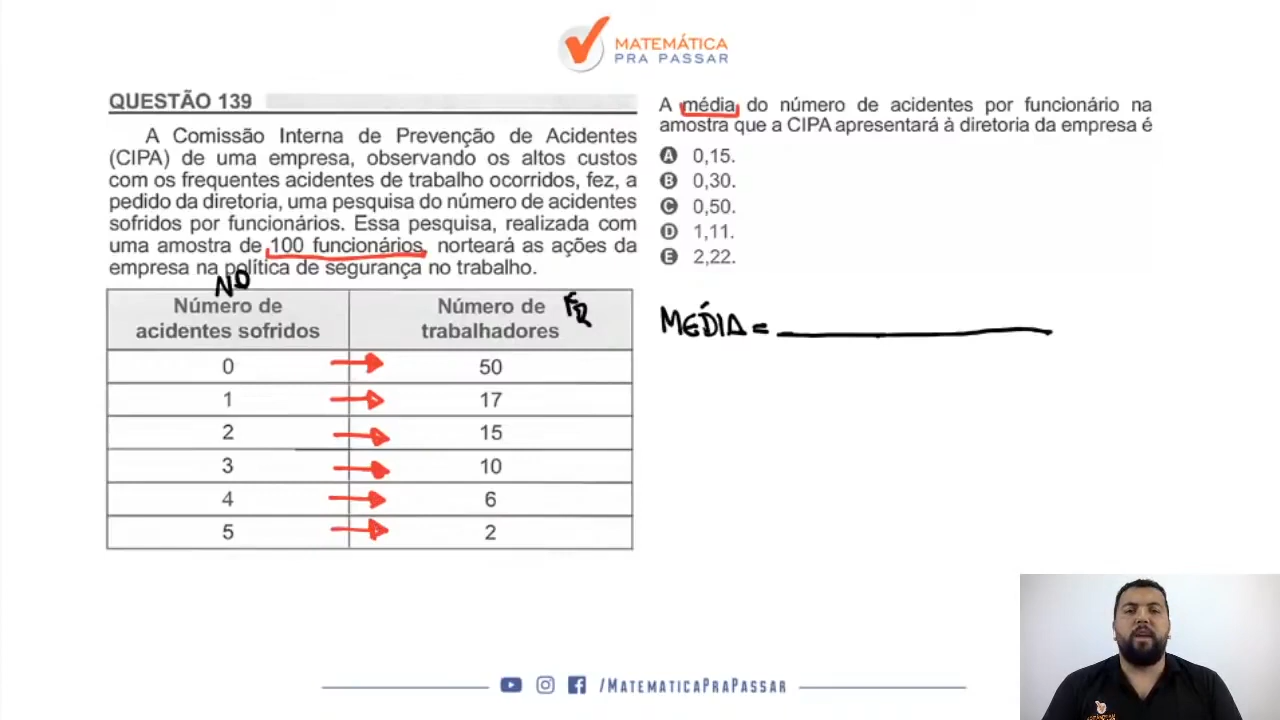 MATEMÁTICA
PRA PASSAR
QUESTÃO 139
A Comissão Interna de Prevenção de Acidentes
(CIPA) de uma empresa, observando os altos custos
com os frequentes acidentes de trabalho ocorridos, fez, a
pedido da diretoria, uma pesquisa do número de acidentes
sofridos por funcionários. Essa pesquisa, realizada com
uma amostra de 100 funcionários, norteará as ações da
empresa na política de segurança no trabalho.
Número de
acidentes sofridos
Número de
trabalhadores
0 50
1 17
2 15
3 10
4 6
5 2
A média do número de acidentes por funcionário na
amostra que a CIPA apresentará à diretoria da empresa é
A 0,15.
B 0,30.
C 0,50.
D 1,11.
E 2,22.
MÉDIA =
/MATEMATICAPRAPASSAR